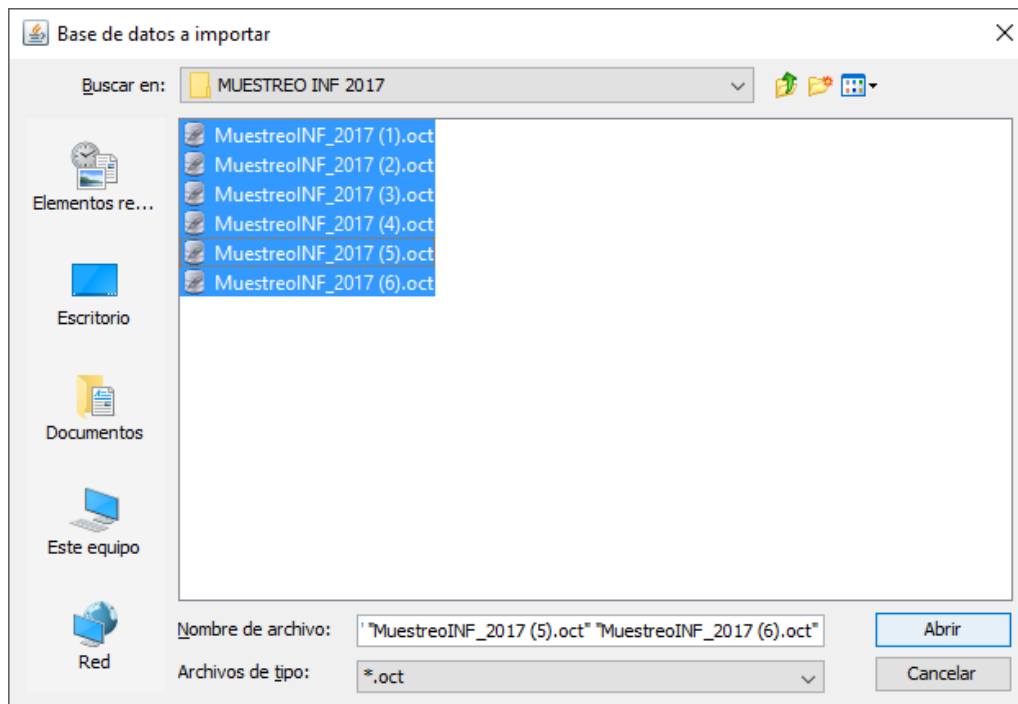 Base de datos a importar
Buscar en: MUESTREO INF 2017
MuestreoINF_2017 (1).oct
MuestreoINF_2017 (2).oct
MuestreoINF_2017 (3).oct
MuestreoINF_2017 (4).oct
MuestreoINF_2017 (5).oct
MuestreoINF_2017 (6).oct
Elementos re...
Escritorio
Documentos
Este equipo
Red
Nombre de archivo: " "MuestreoINF_2017 (5).oct" "MuestreoINF_2017 (6).oct" Abrir
Archivos de tipo: *.oct Cancelar